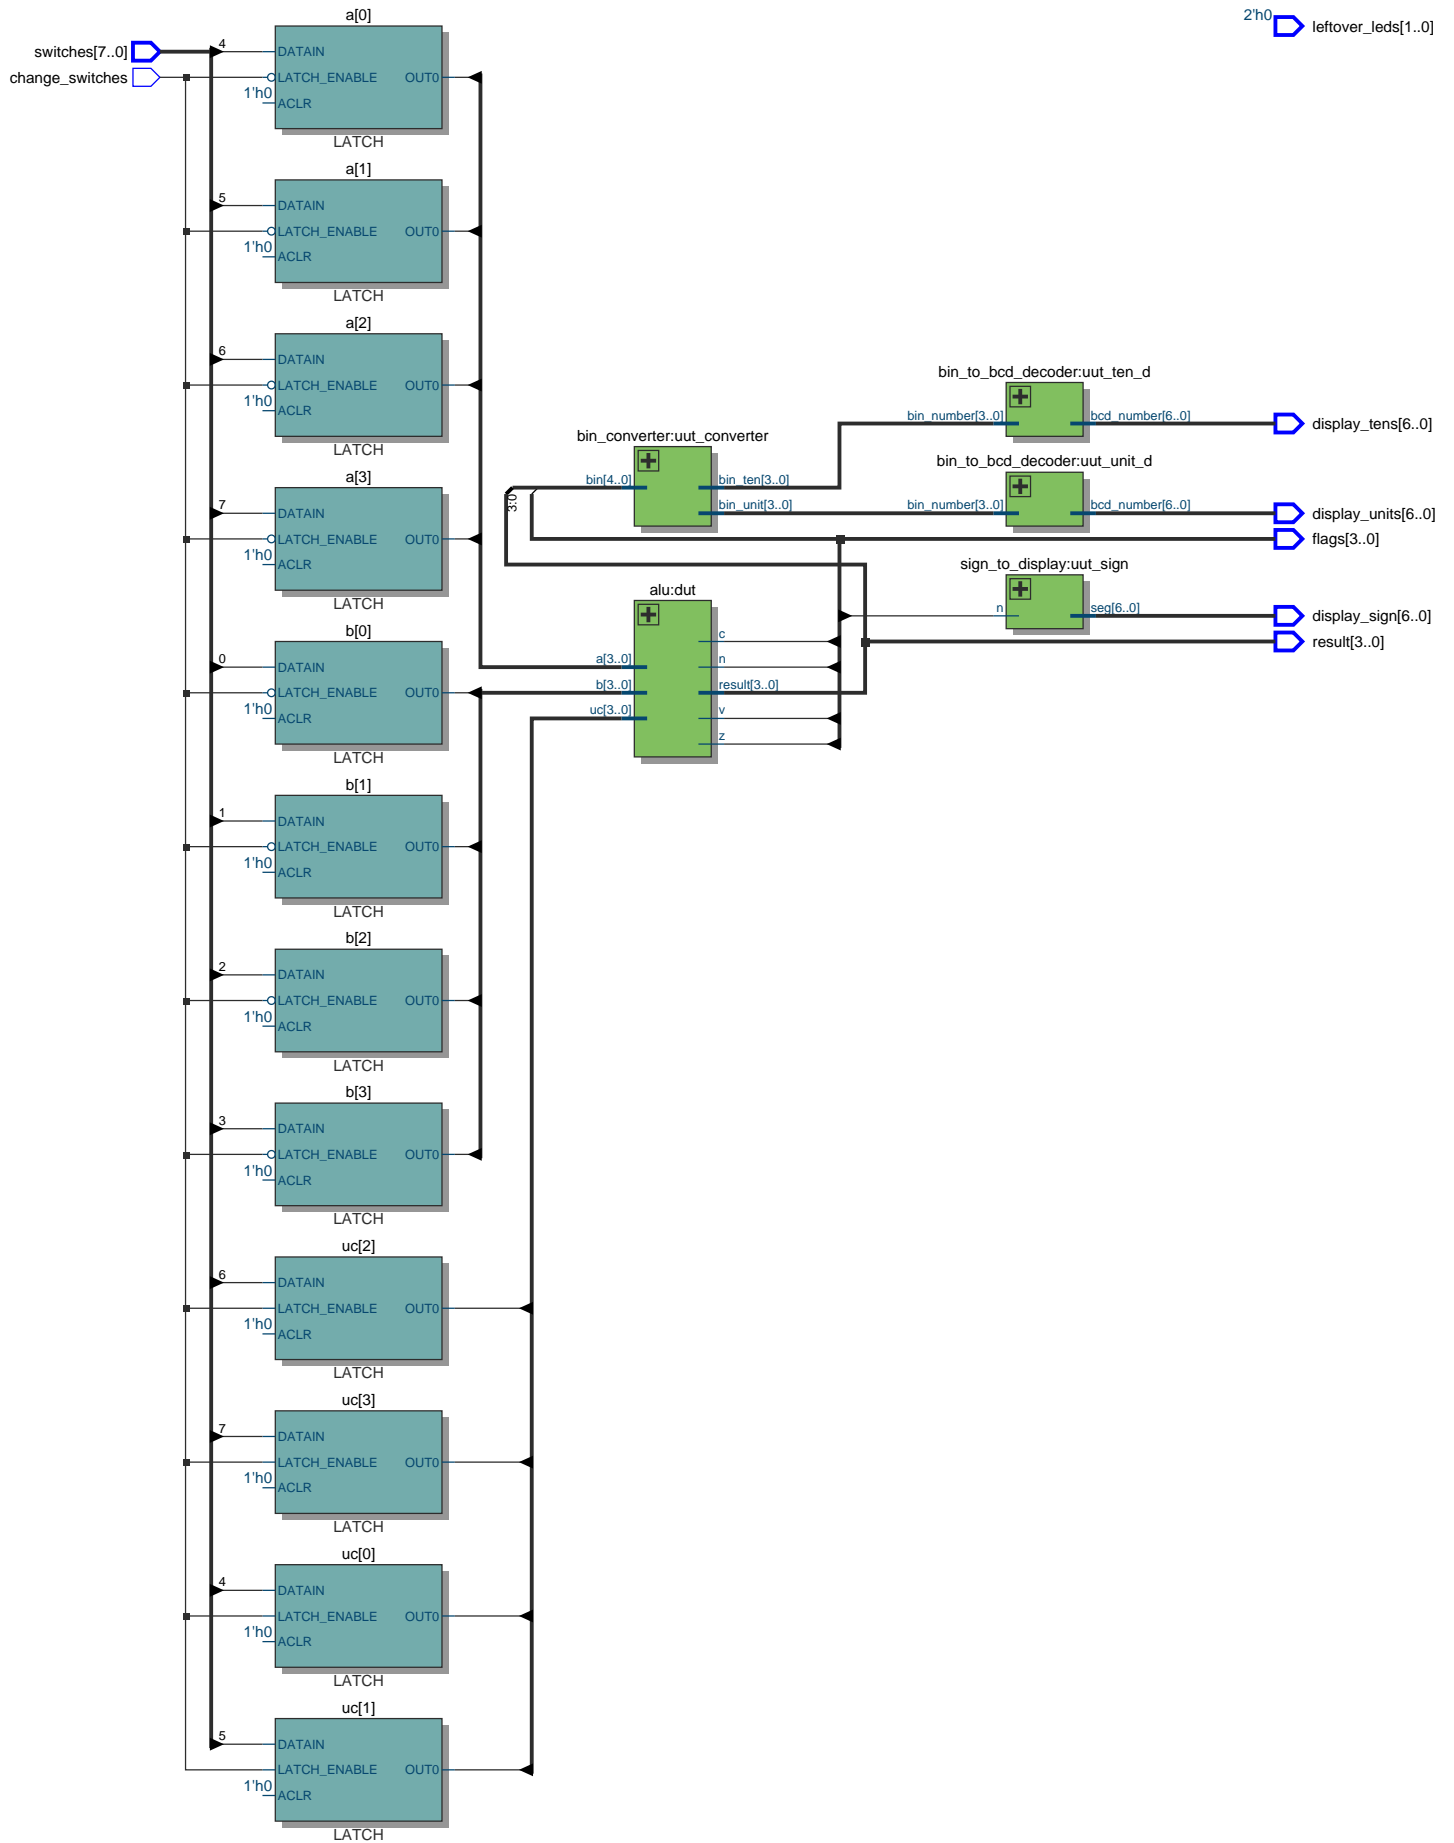 2'h0
leftover_leds[1..0]
switches[7..0]
change_switches
a[0]
4
DATAIN
LATCH_ENABLE OUT0
1'h0
ACLR
LATCH
a[1]
5
DATAIN
LATCH_ENABLE OUT0
1'h0
ACLR
LATCH
a[2]
6
DATAIN
LATCH_ENABLE OUT0
1'h0
ACLR
LATCH
a[3]
7
DATAIN
LATCH_ENABLE OUT0
1'h0
ACLR
LATCH
b[0]
0
DATAIN
LATCH_ENABLE OUT0
1'h0
ACLR
LATCH
b[1]
1
DATAIN
LATCH_ENABLE OUT0
1'h0
ACLR
LATCH
b[2]
2
DATAIN
LATCH_ENABLE OUT0
1'h0
ACLR
LATCH
b[3]
3
DATAIN
LATCH_ENABLE OUT0
1'h0
ACLR
LATCH
uc[2]
6
DATAIN
LATCH_ENABLE OUT0
1'h0
ACLR
LATCH
uc[3]
7
DATAIN
LATCH_ENABLE OUT0
1'h0
ACLR
LATCH
uc[0]
4
DATAIN
LATCH_ENABLE OUT0
1'h0
ACLR
LATCH
uc[1]
5
DATAIN
LATCH_ENABLE OUT0
1'h0
ACLR
LATCH
bin_converter:uut_converter
3:0
bin[4..0]
bin_ten[3..0]
bin_unit[3..0]
alu:dut
a[3..0]
b[3..0]
uc[3..0]
c
n
result[3..0]
v
z
bin_to_bcd_decoder:uut_ten_d
bin_number[3..0]
bcd_number[6..0]
bin_to_bcd_decoder:uut_unit_d
bin_number[3..0]
bcd_number[6..0]
sign_to_display:uut_sign
n
seg[6..0]
display_tens[6..0]
display_units[6..0]
flags[3..0]
display_sign[6..0]
result[3..0]